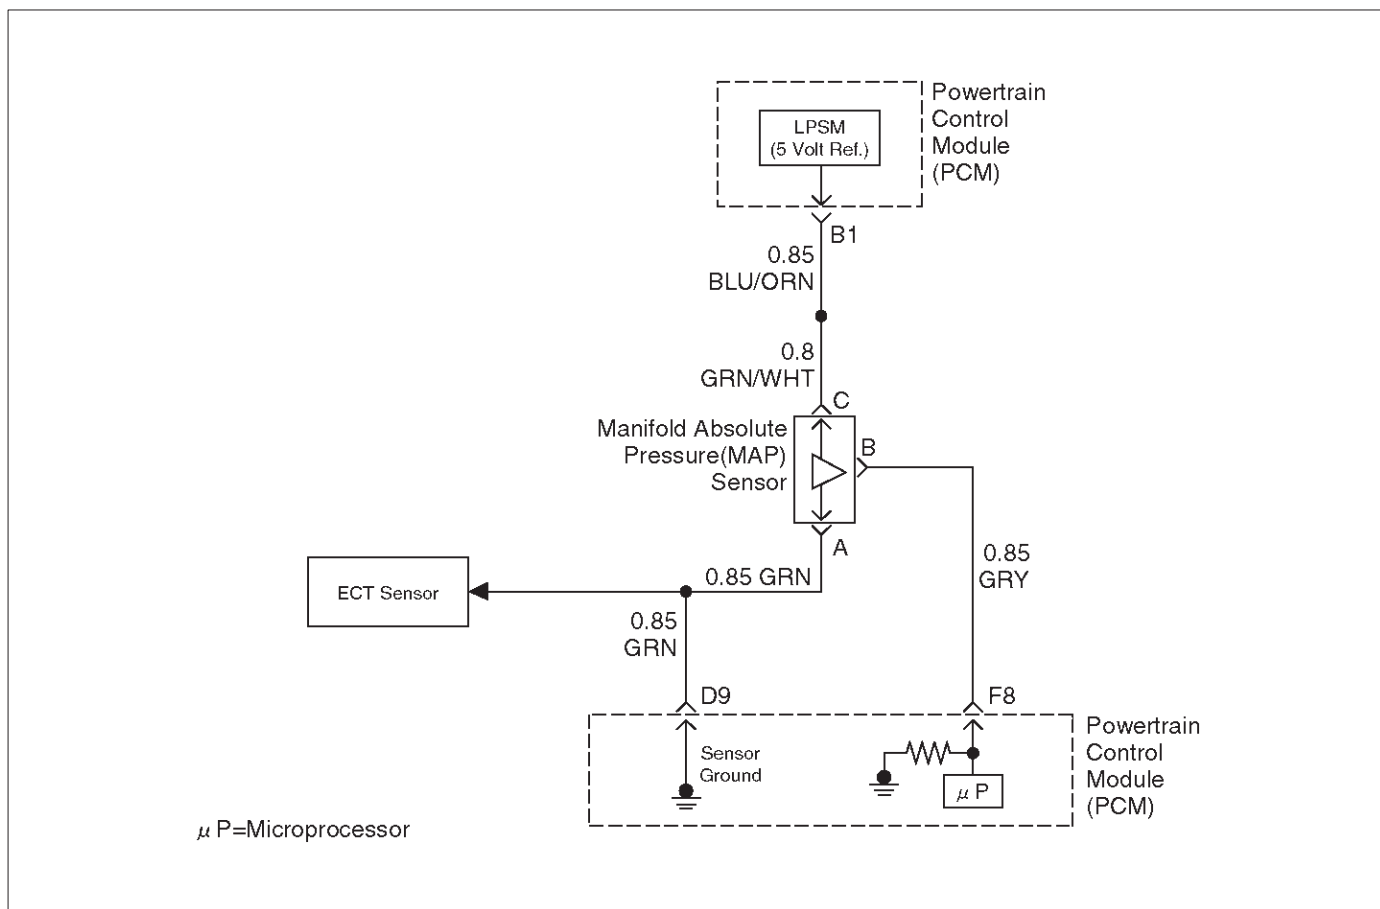 Powertrain
Control
Module
(PCM)
LPSM
(5 Volt Ref.)
B1
0.85
BLU/ORN
0.8
GRN/WHT
C
Manifold Absolute
Pressure(MAP)
Sensor
B
A
0.85 GRN
0.85
GRY
ECT Sensor
0.85
GRN
D9
F8
Sensor
Ground
μ P
Powertrain
Control
Module
(PCM)
μ P=Microprocessor